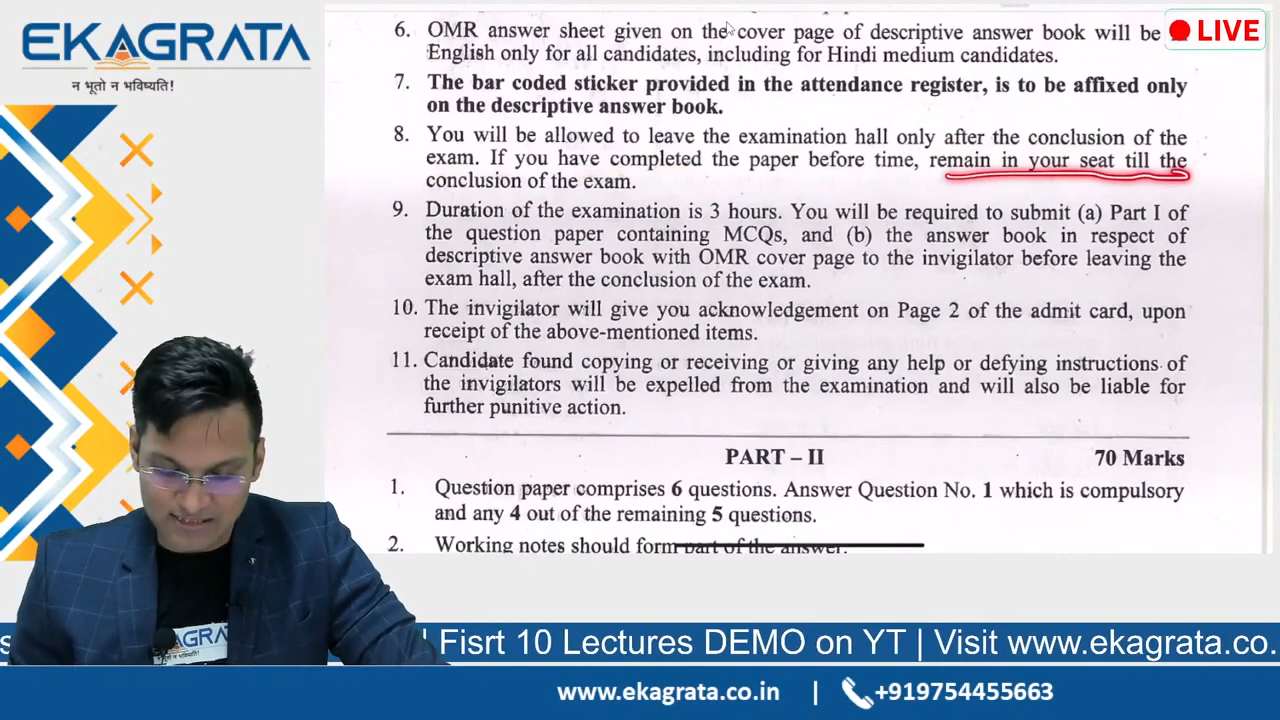 EKAGRATA
न भूतो न भविष्यति!
LIVE
6. OMR answer sheet given on the cover page of descriptive answer book will be
English only for all candidates, including for Hindi medium candidates.
7. The bar coded sticker provided in the attendance register, is to be affixed only
on the descriptive answer book.
8. You will be allowed to leave the examination hall only after the conclusion of the
exam. If you have completed the paper before time, remain in your seat till the
conclusion of the exam.
9. Duration of the examination is 3 hours. You will be required to submit (a) Part I of
the question paper containing MCQs, and (b) the answer book in respect of
descriptive answer book with OMR cover page to the invigilator before leaving the
exam hall, after the conclusion of the exam.
10. The invigilator will give you acknowledgement on Page 2 of the admit card, upon
receipt of the above-mentioned items.
11. Candidate found copying or receiving or giving any help or defying instructions of
the invigilators will be expelled from the examination and will also be liable for
further punitive action.
PART – II 70 Marks
1. Question paper comprises 6 questions. Answer Question No. 1 which is compulsory
and any 4 out of the remaining 5 questions.
2. Working notes should form part of the answer.
AGRA
न भविष्यति!
s | Fisrt 10 Lectures DEMO on YT | Visit www.ekagrata.co.
www.ekagrata.co.in | +919754455663